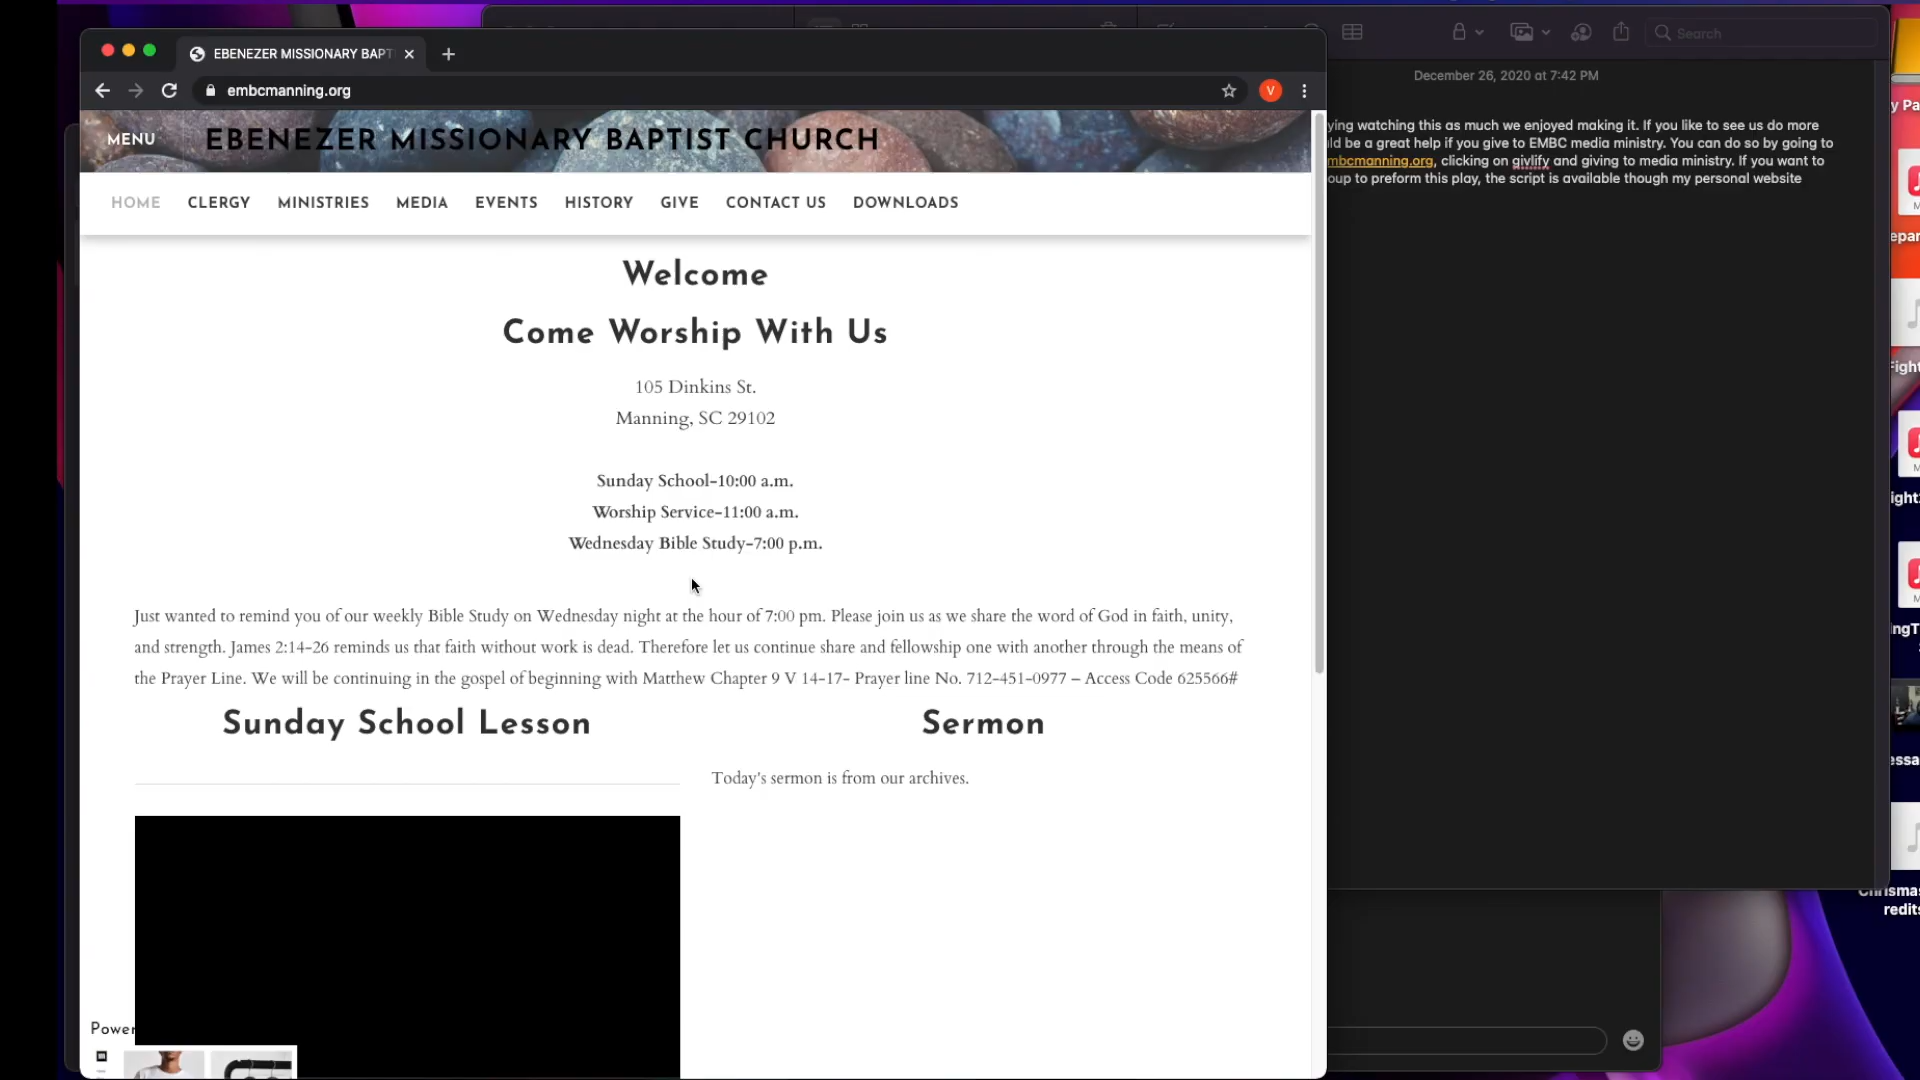 EBENEZER MISSIONARY BAPT
embcmanning.org
Search
December 26, 2020 at 7:42 PM
ying watching this as much we enjoyed making it. If you like to see us do more
ld be a great help if you give to EMBC media ministry. You can do so by going to
mbcmanning.org, clicking on givlify and giving to media ministry. If you want to
oup to preform this play, the script is available though my personal website
MENU
EBENEZER MISSIONARY BAPTIST CHURCH
HOME CLERGY MINISTRIES MEDIA EVENTS HISTORY GIVE CONTACT US DOWNLOADS
Welcome
Come Worship With Us
105 Dinkins St.
Manning, SC 29102
Sunday School-10:00 a.m.
Worship Service-11:00 a.m.
Wednesday Bible Study-7:00 p.m.
Just wanted to remind you of our weekly Bible Study on Wednesday night at the hour of 7:00 pm. Please join us as we share the word of God in faith, unity,
and strength. James 2:14-26 reminds us that faith without work is dead. Therefore let us continue share and fellowship one with another through the means of
the Prayer Line. We will be continuing in the gospel of beginning with Matthew Chapter 9 V 14-17- Prayer line No. 712-451-0977 – Access Code 625566#
Sunday School Lesson
Sermon
Today's sermon is from our archives.
Power
V
y Pa
epar
Fight
ight
ngT
essa
redits